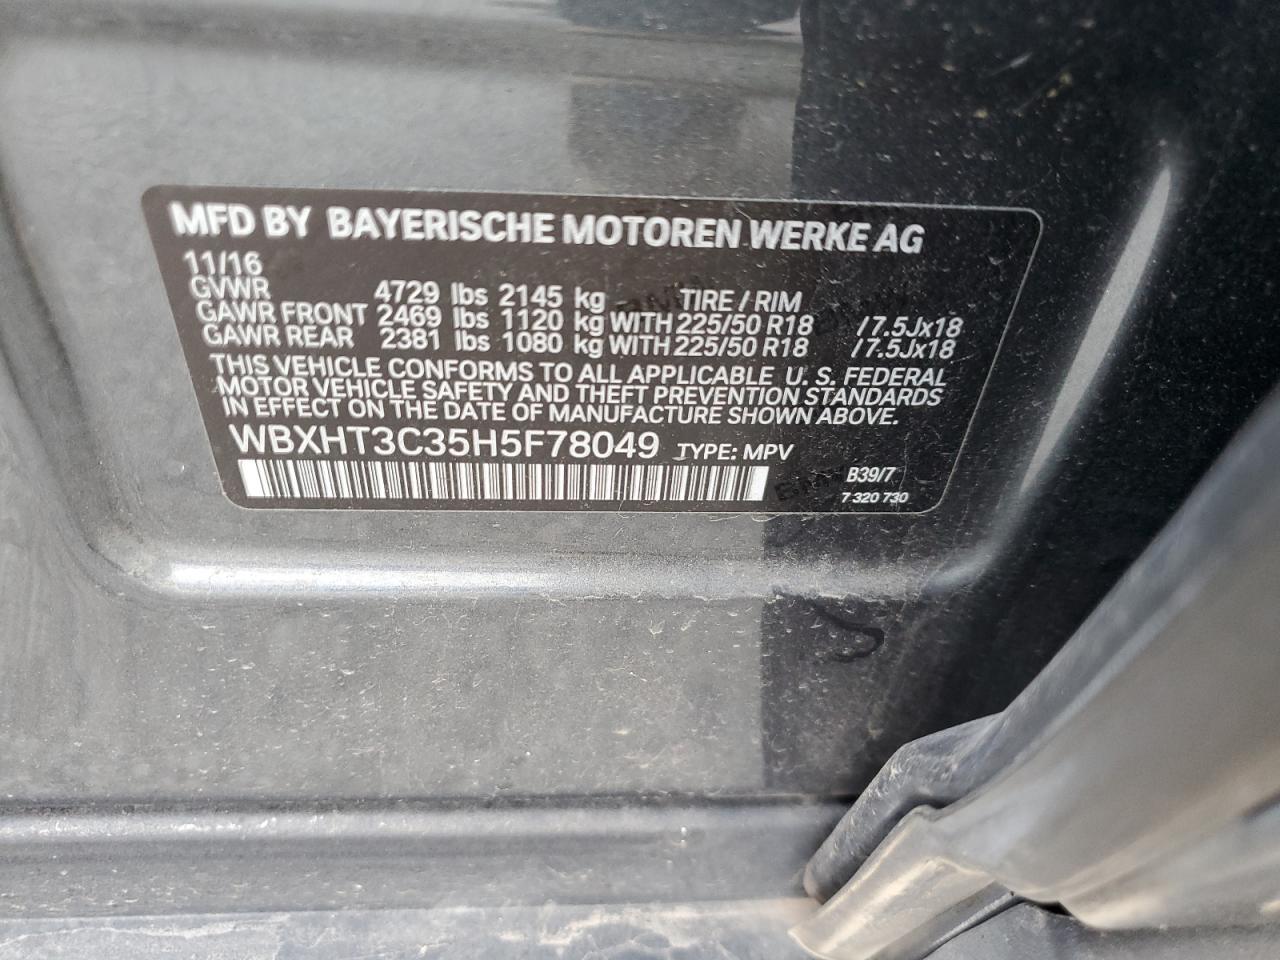 MFD BY BAYERISCHE MOTOREN WERKE AG
11/16
GVWR 4729 lbs 2145 kg TIRE / RIM
GAWR FRONT 2469 lbs 1120 kg WITH 225/50 R18 /7.5Jx18
GAWR REAR 2381 lbs 1080 kg WITH 225/50 R18 /7.5Jx18
THIS VEHICLE CONFORMS TO ALL APPLICABLE U. S. FEDERAL
MOTOR VEHICLE SAFETY AND THEFT PREVENTION STANDARDS
IN EFFECT ON THE DATE OF MANUFACTURE SHOWN ABOVE.
WBXHT3C35H5F78049 TYPE: MPV
B39/7
7 320 730